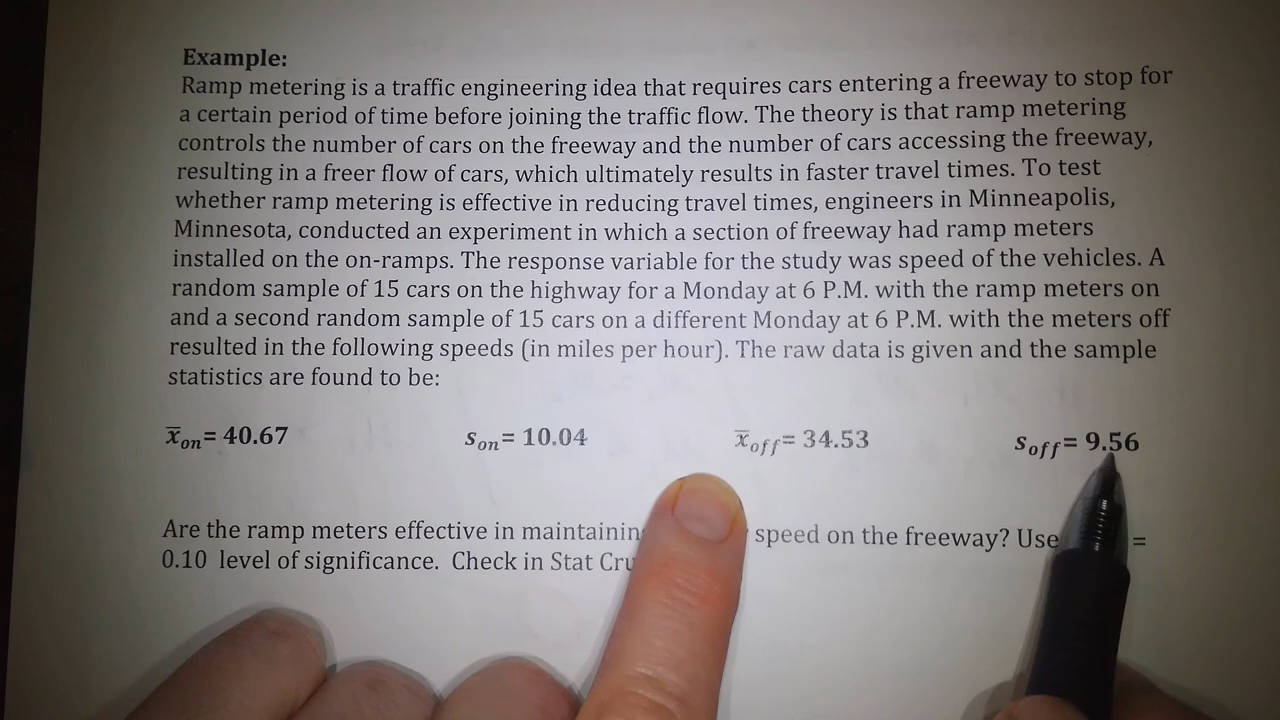 Example:
Ramp metering is a traffic engineering idea that requires cars entering a freeway to stop for
a certain period of time before joining the traffic flow. The theory is that ramp metering
controls the number of cars on the freeway and the number of cars accessing the freeway,
resulting in a freer flow of cars, which ultimately results in faster travel times. To test
whether ramp metering is effective in reducing travel times, engineers in Minneapolis,
Minnesota, conducted an experiment in which a section of freeway had ramp meters
installed on the on-ramps. The response variable for the study was speed of the vehicles. A
random sample of 15 cars on the highway for a Monday at 6 P.M. with the ramp meters on
and a second random sample of 15 cars on a different Monday at 6 P.M. with the meters off
resulted in the following speeds (in miles per hour). The raw data is given and the sample
statistics are found to be:
x̅on= 40.67 son= 10.04 x̅off= 34.53 soff= 9.56
Are the ramp meters effective in speed on the freeway? Use =
0.10 level of significance. Check in Stat